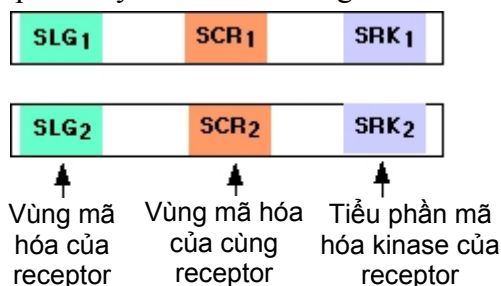 SLG1 SCR1 SRK1
SLG2 SCR2 SRK2
Vùng mã Vùng mã hóa Tiểu phần mã
hóa của của cùng hóa kinase của
receptor receptor receptor